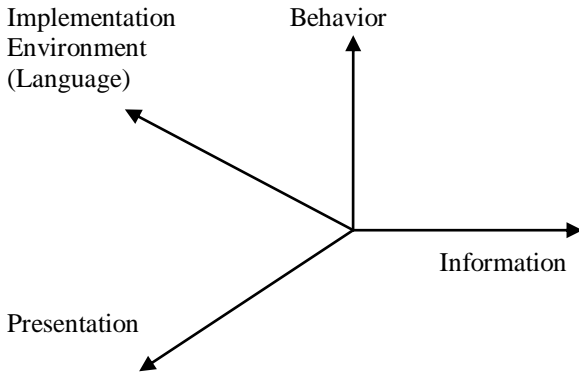 Implementation
Environment
(Language)
Behavior
Information
Presentation